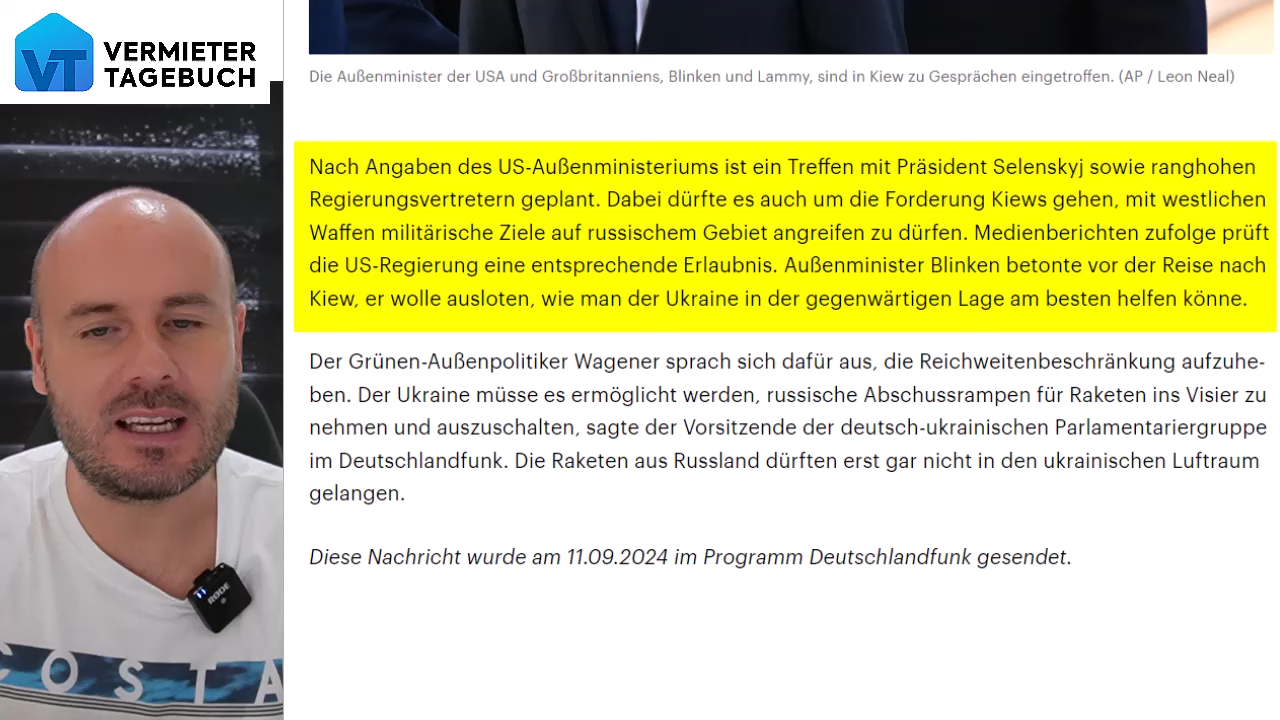 VT VERMIETER
TAGEBUCH
Die Außenminister der USA und Großbritanniens, Blinken und Lammy, sind in Kiew zu Gesprächen eingetroffen. (AP / Leon Neal)
Nach Angaben des US-Außenministeriums ist ein Treffen mit Präsident Selenskyj sowie ranghohen
Regierungsvertretern geplant. Dabei dürfte es auch um die Forderung Kiews gehen, mit westlichen
Waffen militärische Ziele auf russischem Gebiet angreifen zu dürfen. Medienberichten zufolge prüft
die US-Regierung eine entsprechende Erlaubnis. Außenminister Blinken betonte vor der Reise nach
Kiew, er wolle ausloten, wie man der Ukraine in der gegenwärtigen Lage am besten helfen könne.
Der Grünen-Außenpolitiker Wagener sprach sich dafür aus, die Reichweitenbeschränkung aufzuhe-
ben. Der Ukraine müsse es ermöglicht werden, russische Abschussrampen für Raketen ins Visier zu
nehmen und auszuschalten, sagte der Vorsitzende der deutsch-ukrainischen Parlamentariergruppe
im Deutschlandfunk. Die Raketen aus Russland dürften erst gar nicht in den ukrainischen Luftraum
gelangen.
Diese Nachricht wurde am 11.09.2024 im Programm Deutschlandfunk gesendet.
RØDE
COSTA